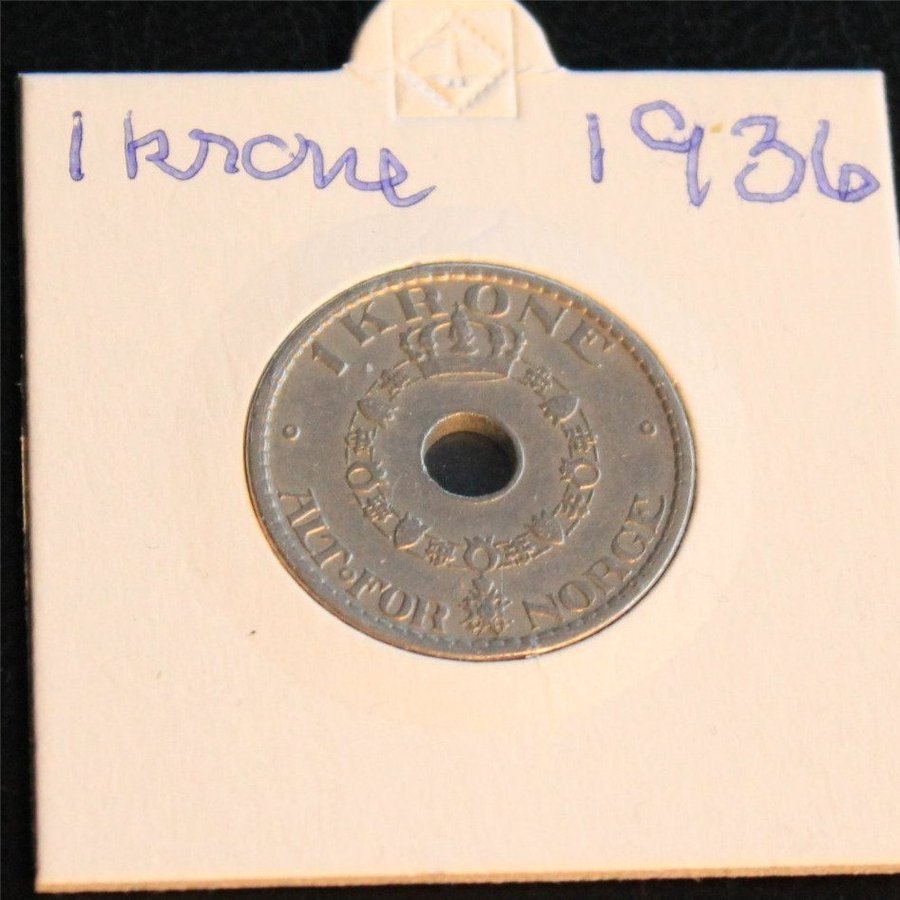 1 krone 1936
1 KRONE
ALT·FOR NORGE